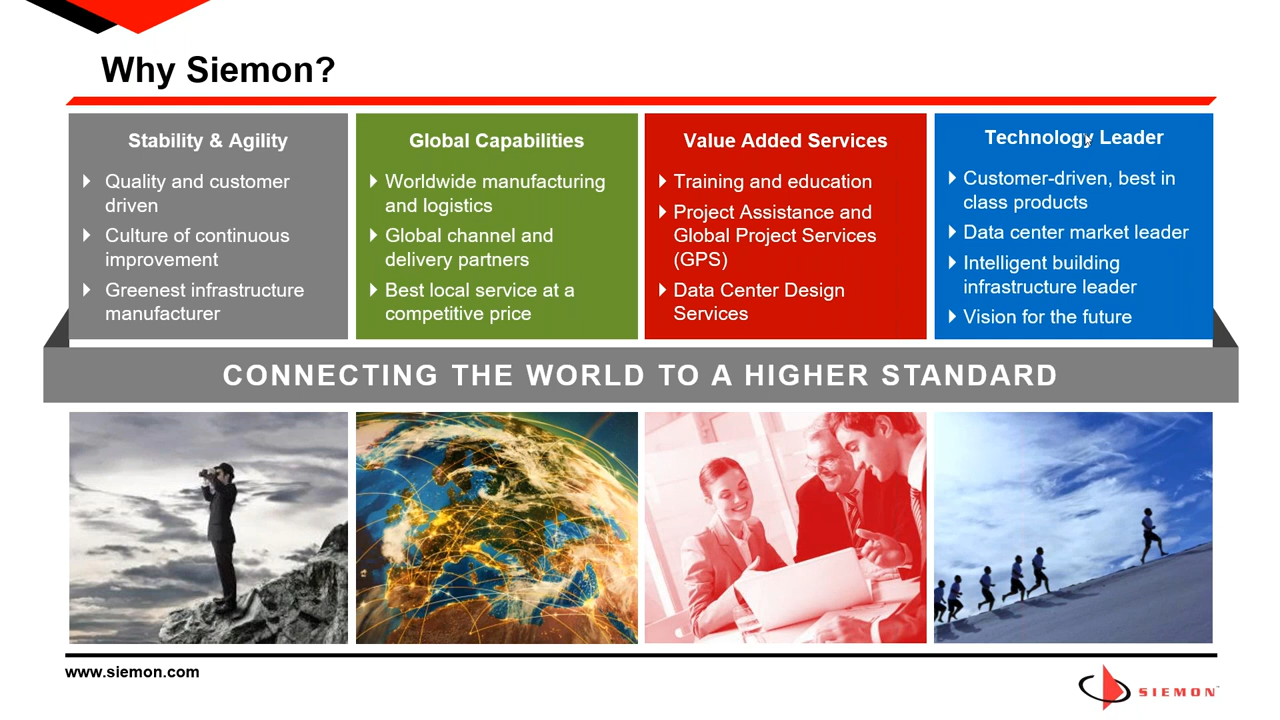 Why Siemon?
Stability & Agility
Quality and customer
driven
Culture of continuous
improvement
Greenest infrastructure
manufacturer
Global Capabilities
Worldwide manufacturing
and logistics
Global channel and
delivery partners
Best local service at a
competitive price
Value Added Services
Training and education
Project Assistance and
Global Project Services
(GPS)
Data Center Design
Services
Technology Leader
Customer-driven, best in
class products
Data center market leader
Intelligent building
infrastructure leader
Vision for the future
CONNECTING THE WORLD TO A HIGHER STANDARD
www.siemon.com
SIEMON™